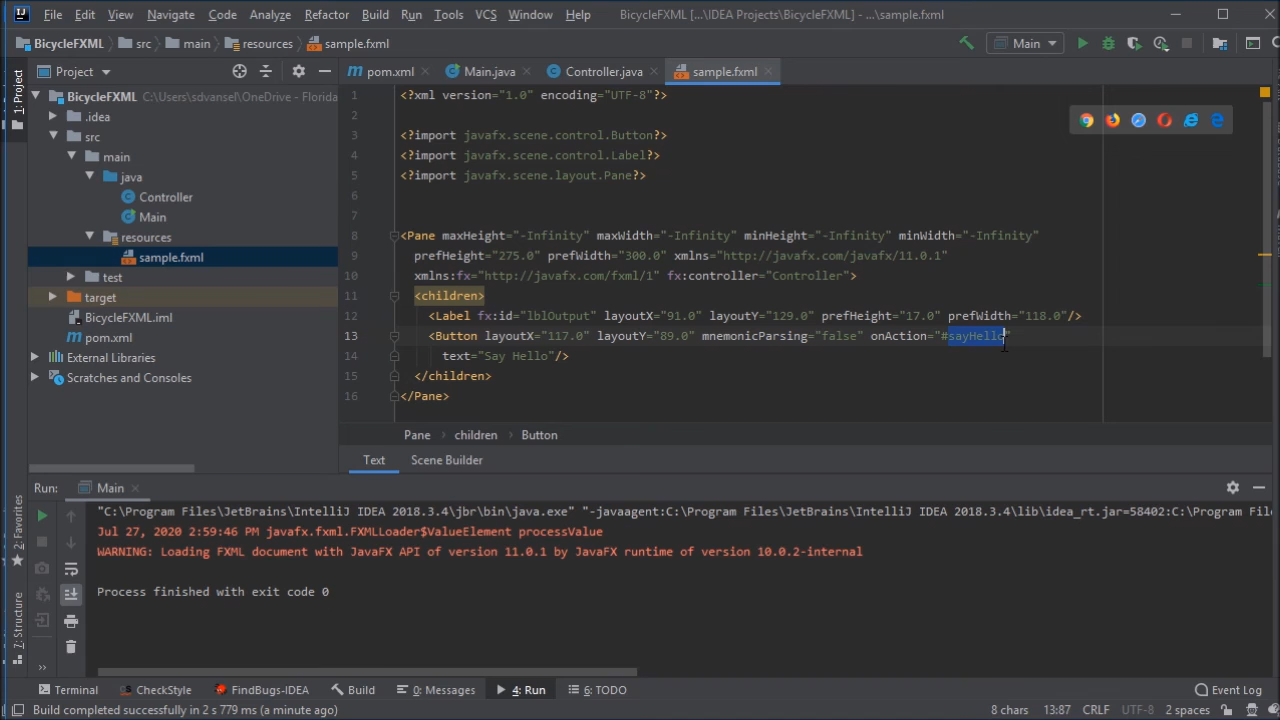 File Edit View Navigate Code Analyze Refactor Build Run Tools VCS Window Help BicycleFXML [...\IDEA Projects\BicycleFXML] - ...\sample.fxml
BicycleFXML src main resources sample.fxml Main
1: Project
Project
pom.xml Main.java Controller.java sample.fxml
BicycleFXML C:\Users\sdvansel\OneDrive - Florida
.idea
src
main
java
Controller
Main
resources
sample.fxml
test
target
BicycleFXML.iml
pom.xml
External Libraries
Scratches and Consoles
1 <?xml version="1.0" encoding="UTF-8"?>
2
3 <?import javafx.scene.control.Button?>
4 <?import javafx.scene.control.Label?>
5 <?import javafx.scene.layout.Pane?>
6
7
8 <Pane maxHeight="-Infinity" maxWidth="-Infinity" minHeight="-Infinity" minWidth="-Infinity"
9 prefHeight="275.0" prefWidth="300.0" xmlns="http://javafx.com/javafx/11.0.1"
10 xmlns:fx="http://javafx.com/fxml/1" fx:controller="Controller">
11 <children>
12 <Label fx:id="lblOutput" layoutX="91.0" layoutY="129.0" prefHeight="17.0" prefWidth="118.0"/>
13 <Button layoutX="117.0" layoutY="89.0" mnemonicParsing="false" onAction="#sayHello"
14 text="Say Hello"/>
15 </children>
16 </Pane>
Pane children Button
Text Scene Builder
Run: Main
"C:\Program Files\JetBrains\IntelliJ IDEA 2018.3.4\jbr\bin\java.exe" "-javaagent:C:\Program Files\JetBrains\IntelliJ IDEA 2018.3.4\lib\idea_rt.jar=58402:C:\Program Files
Jul 27, 2020 2:59:46 PM javafx.fxml.FXMLLoader$ValueElement processValue
WARNING: Loading FXML document with JavaFX API of version 11.0.1 by JavaFX runtime of version 10.0.2-internal
Process finished with exit code 0
2: Favorites
7: Structure
Terminal CheckStyle FindBugs-IDEA Build 0: Messages 4: Run 6: TODO Event Log
Build completed successfully in 2 s 779 ms (a minute ago) 8 chars 13:87 CRLF UTF-8 2 spaces